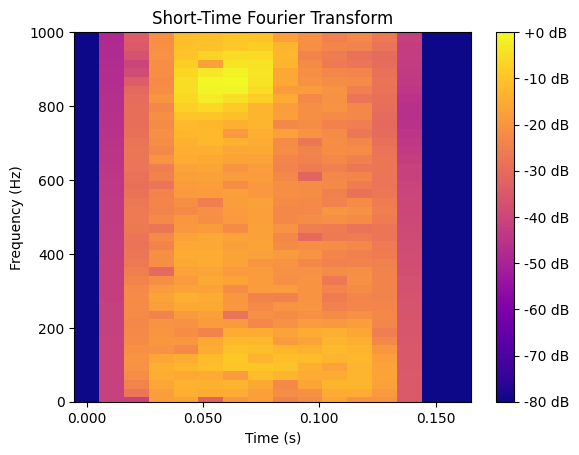 Short-Time Fourier Transform
1000
800
600
400
200
0
Frequency (Hz)
0.000
0.050
0.100
0.150
Time (s)
+0 dB
-10 dB
-20 dB
-30 dB
-40 dB
-50 dB
-60 dB
-70 dB
-80 dB